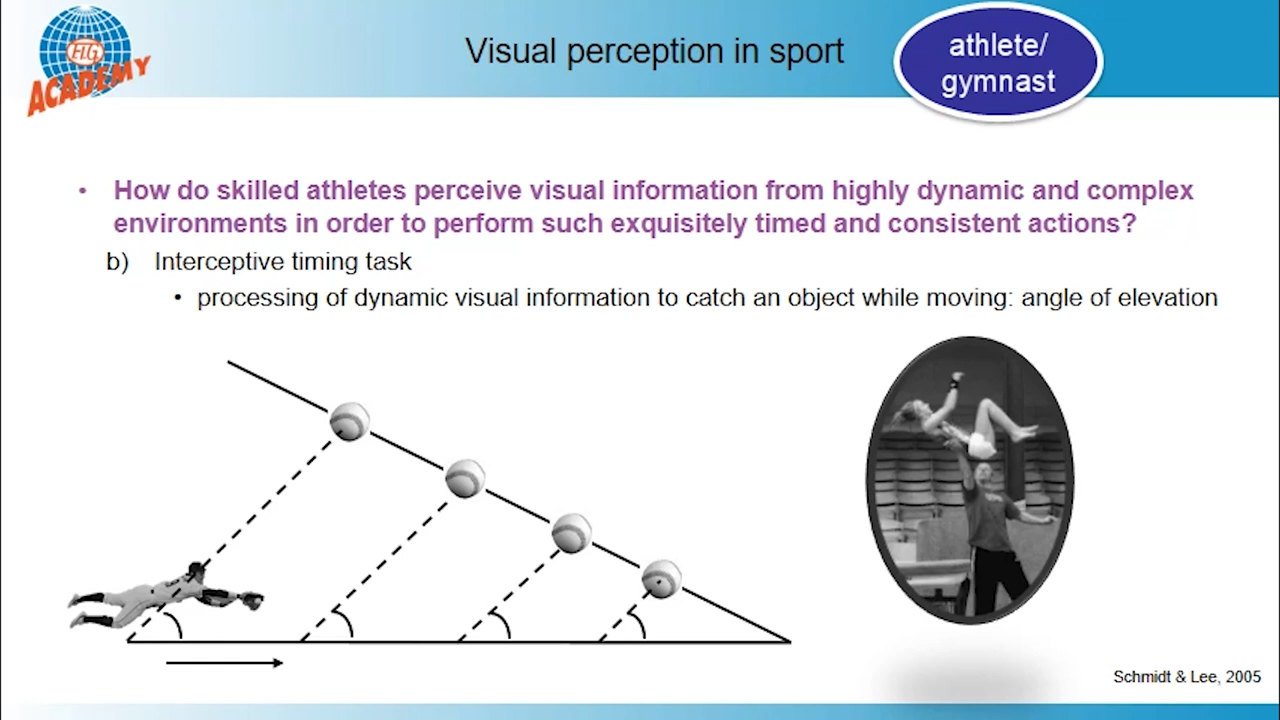 FIG
ACADEMY
Visual perception in sport
athlete/
gymnast
• How do skilled athletes perceive visual information from highly dynamic and complex
environments in order to perform such exquisitely timed and consistent actions?
b) Interceptive timing task
• processing of dynamic visual information to catch an object while moving: angle of elevation
Schmidt & Lee, 2005